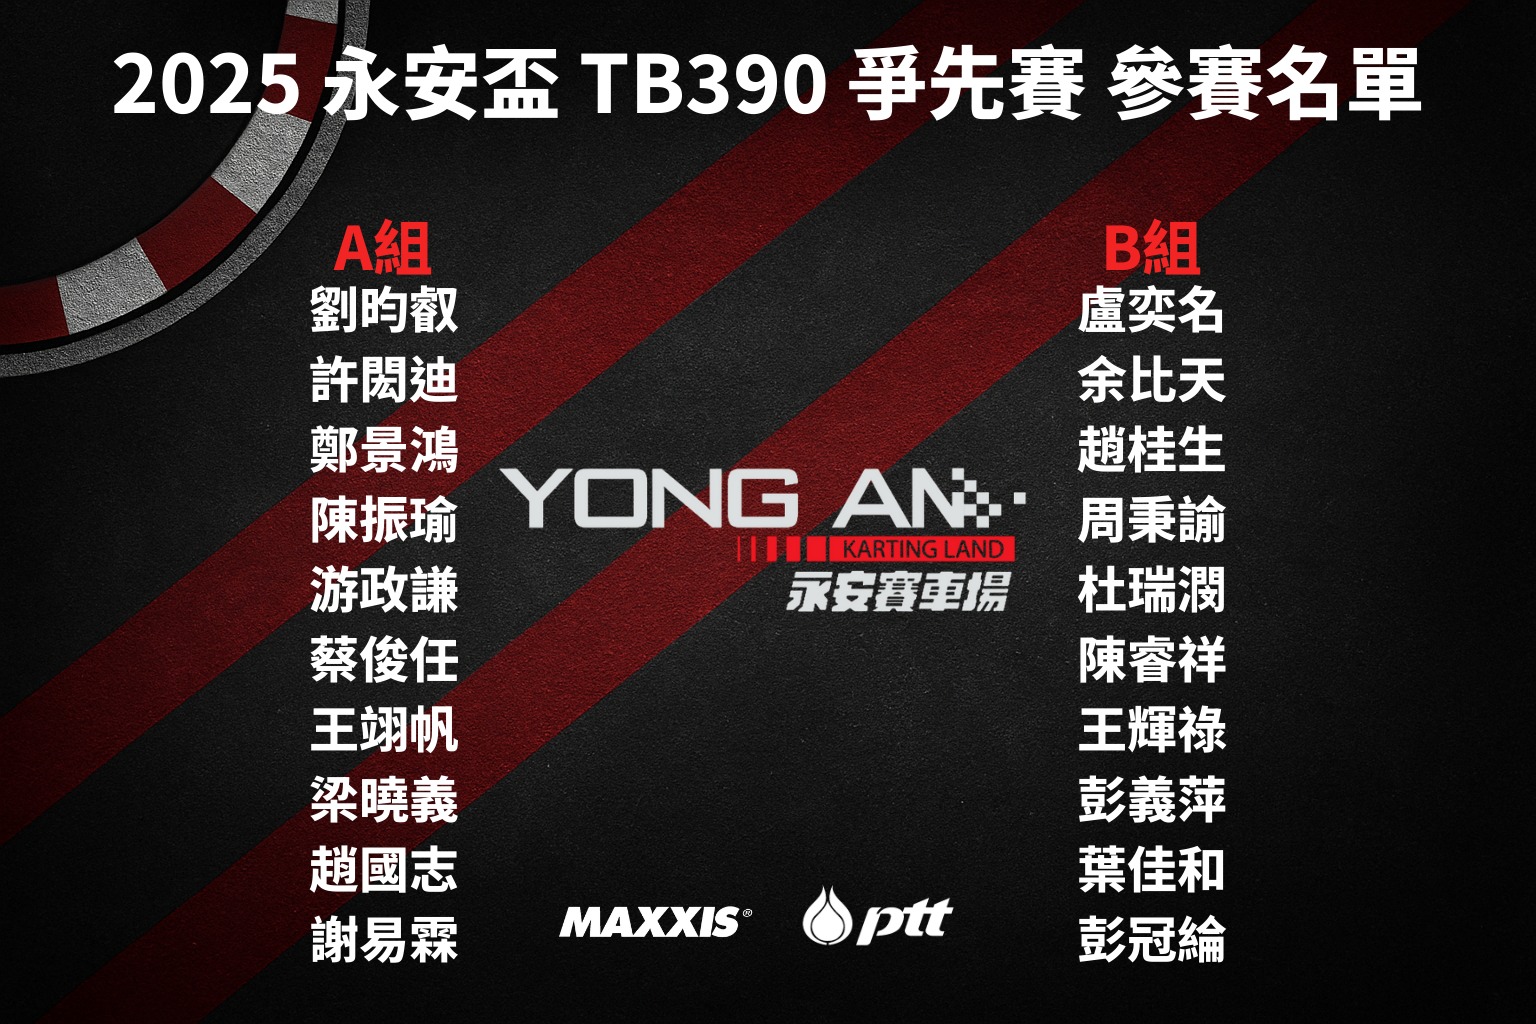 2025 永安盃 TB390 爭先賽 參賽名單
A組
劉昀叡
許閎迪
鄭景鴻
陳振瑜
游政謙
蔡俊任
王翊帆
梁曉義
趙國志
謝易霖
B組
盧奕名
余比天
趙桂生
周秉諭
杜瑞潤
陳睿祥
王輝祿
彭義萍
葉佳和
彭冠綸
YONG AN
KARTING LAND
永安賽車場
MAXXIS®
ptt